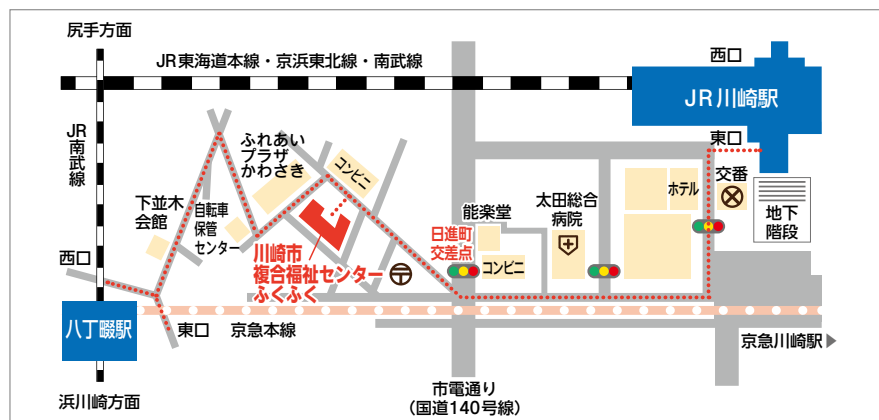 尻手方面
JR東海道本線・京浜東北線・南武線
西口
JR川崎駅
東口
JR
南武線
ふれあい
プラザ
かわさき
コンビニ
下並木
会館
自転車
保管
センター
川崎市
複合福祉センター
ふくふく
日進町
交差点
能楽堂
コンビニ
太田総合
病院
ホテル
交番
地下
階段
西口
八丁畷駅
東口
京急本線
京急川崎駅▶
浜川崎方面
市電通り
（国道140号線）